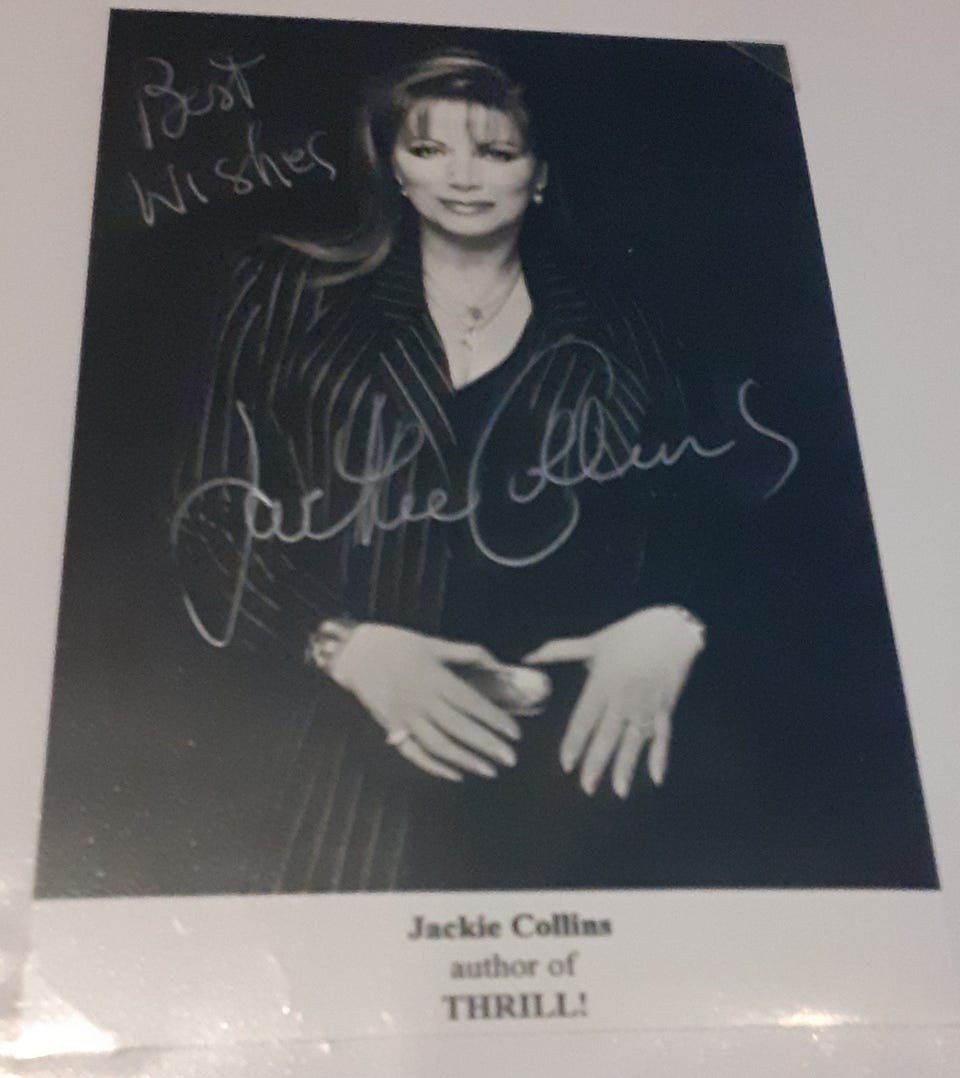 Best
Wishes
Jackie Collins
Jackie Collins
author of
THRILL!